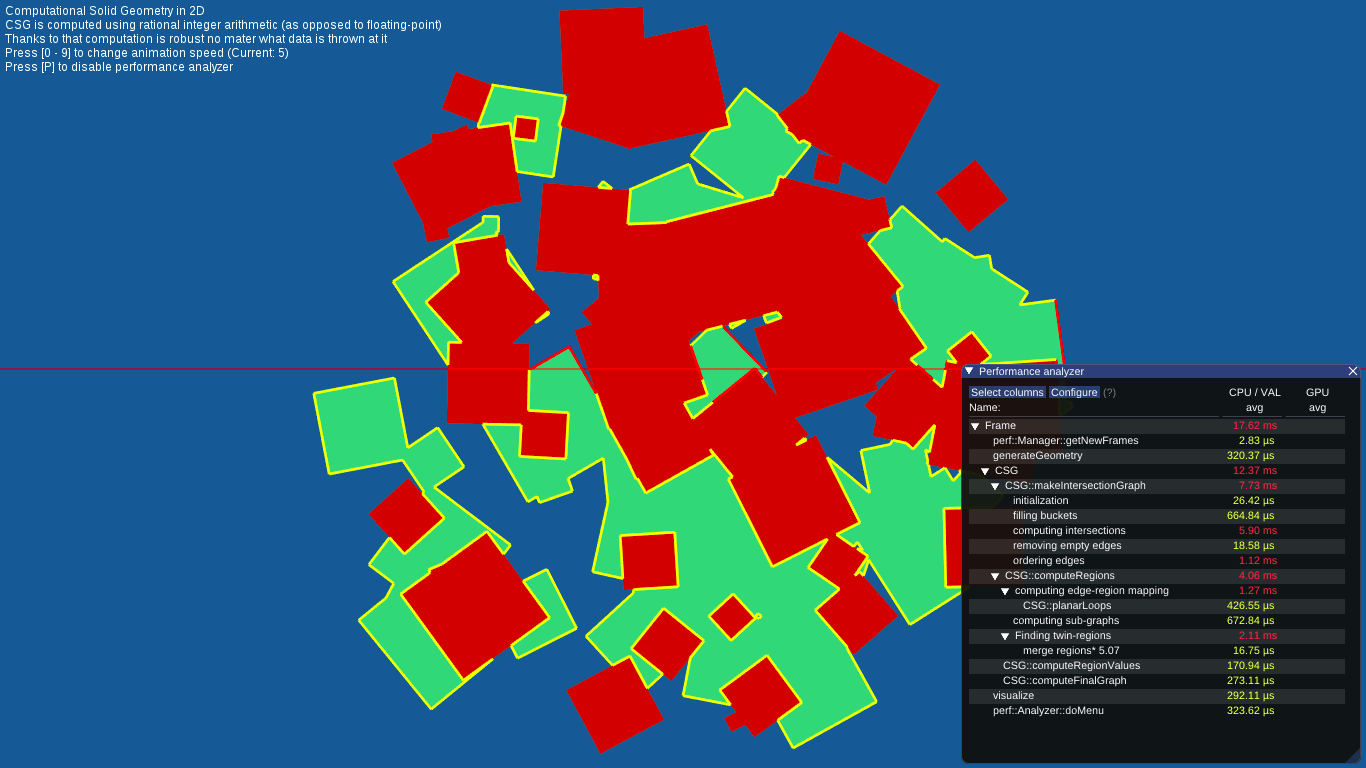 Computational Solid Geometry in 2D
CSG is computed using rational integer arithmetic (as opposed to floating-point)
Thanks to that computation is robust no mater what data is thrown at it
Press [0 - 9] to change animation speed (Current: 5)
Press [P] to disable performance analyzer
Performance analyzer
Select columns Configure (?) CPU / VAL GPU
Name: avg avg
Frame 17.62 ms
perf::Manager::getNewFrames 2.83 µs
generateGeometry 320.37 µs
CSG 12.37 ms
CSG::makeIntersectionGraph 7.73 ms
initialization 26.42 µs
filling buckets 664.84 µs
computing intersections 5.90 ms
removing empty edges 18.58 µs
ordering edges 1.12 ms
CSG::computeRegions 4.06 ms
computing edge-region mapping 1.27 ms
CSG::planarLoops 426.55 µs
computing sub-graphs 672.84 µs
Finding twin-regions 2.11 ms
merge regions* 5.07 16.75 µs
CSG::computeRegionValues 170.94 µs
CSG::computeFinalGraph 273.11 µs
visualize 292.11 µs
perf::Analyzer::doMenu 323.62 µs